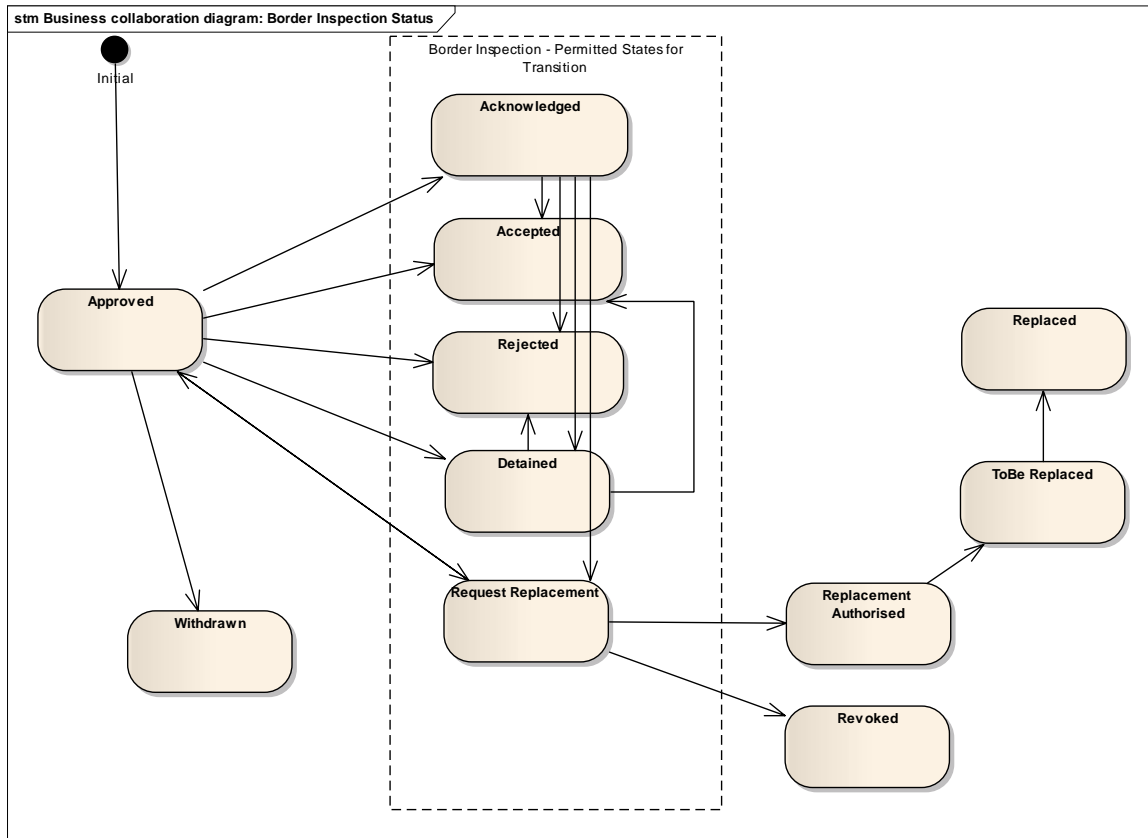 stm Business collaboration diagram: Border Inspection Status
Initial
Border Inspection - Permitted States for
Transition
Acknowledged
Accepted
Approved
Rejected
Replaced
Detained
ToBe Replaced
Request Replacement
Replacement
Authorised
Withdrawn
Revoked